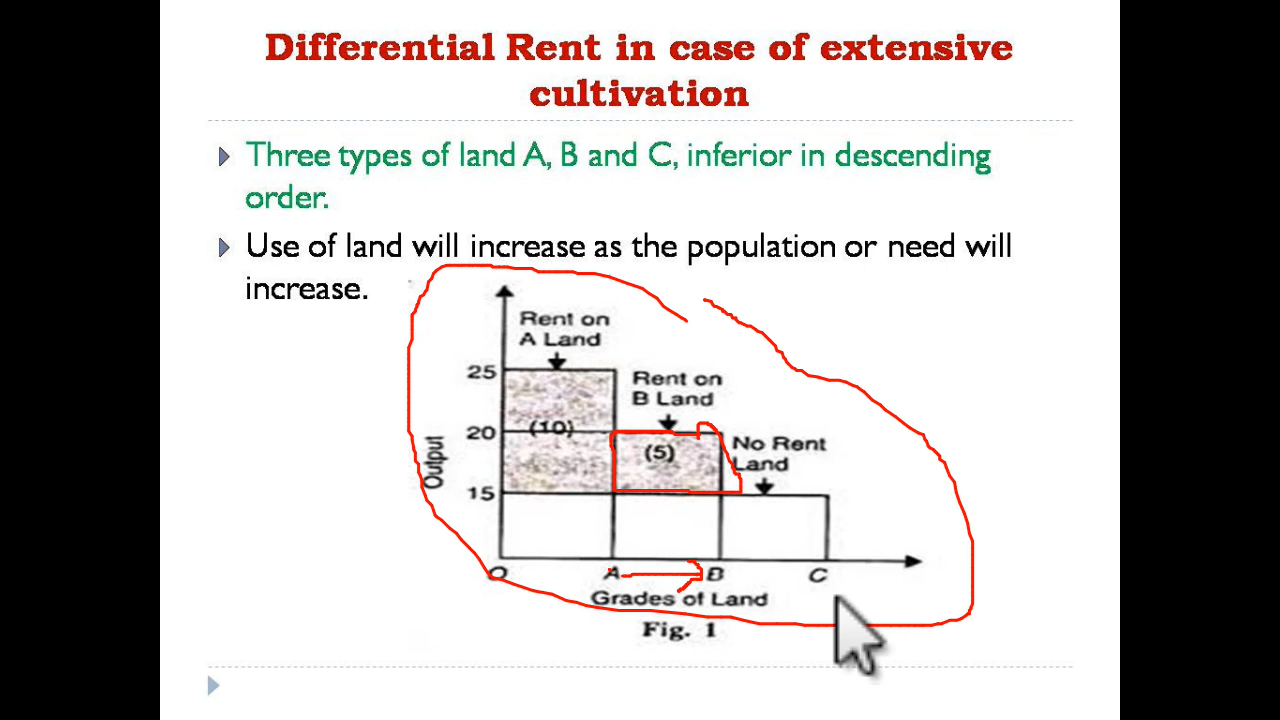 Differential Rent in case of extensive
cultivation
Three types of land A, B and C, inferior in descending
order.
Use of land will increase as the population or need will
increase.
Rent on
A Land
25
Rent on
B Land
20
(10)
(5)
No Rent
Land
Output
15
O A B C
Grades of Land
Fig. 1